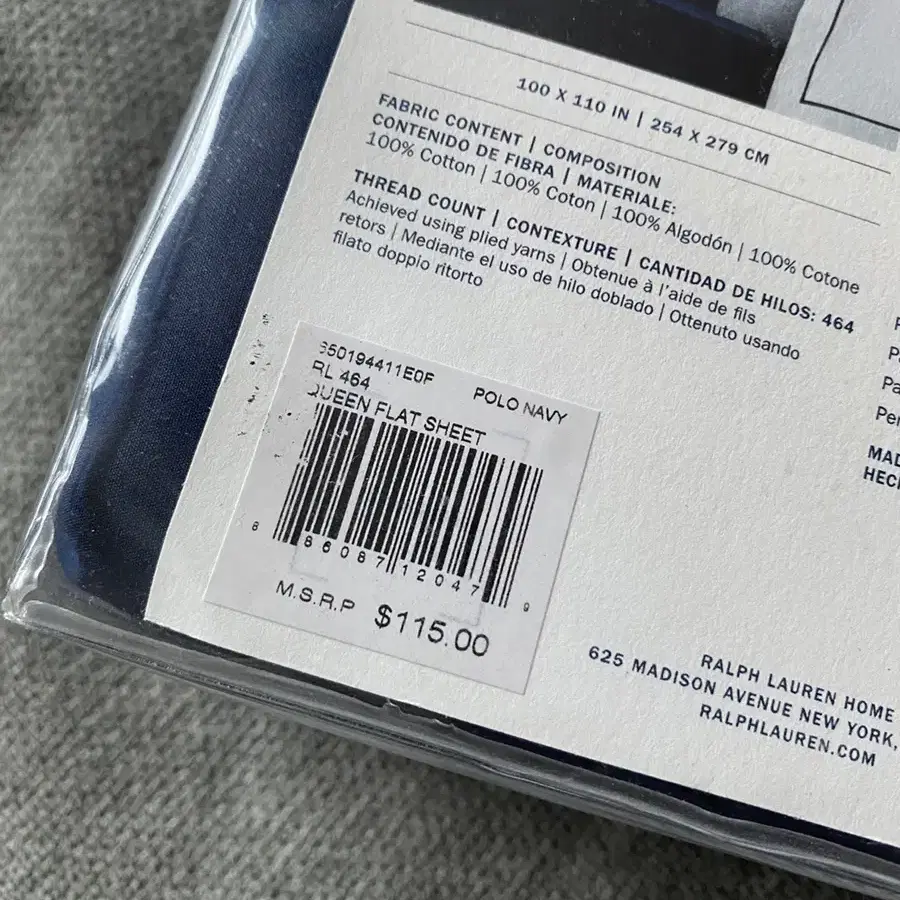 100 X 110 IN | 254 X 279 CM
FABRIC CONTENT | COMPOSITION
CONTENIDO DE FIBRA | MATERIALE:
100% Cotton | 100% Coton | 100% Algodón | 100% Cotone
THREAD COUNT | CONTEXTURE | CANTIDAD DE HILOS: 464
Achieved using plied yarns | Obtenue à l'aide de fils
retors | Mediante el uso de hilo doblado | Ottenuto usando
filato doppio ritorto
650194411E0F POLO NAVY
RL 464
QUEEN FLAT SHEET
8 86087 12047 9
M.S.R.P $115.00
RALPH LAUREN HOME
625 MADISON AVENUE NEW YORK,
RALPHLAUREN.COM